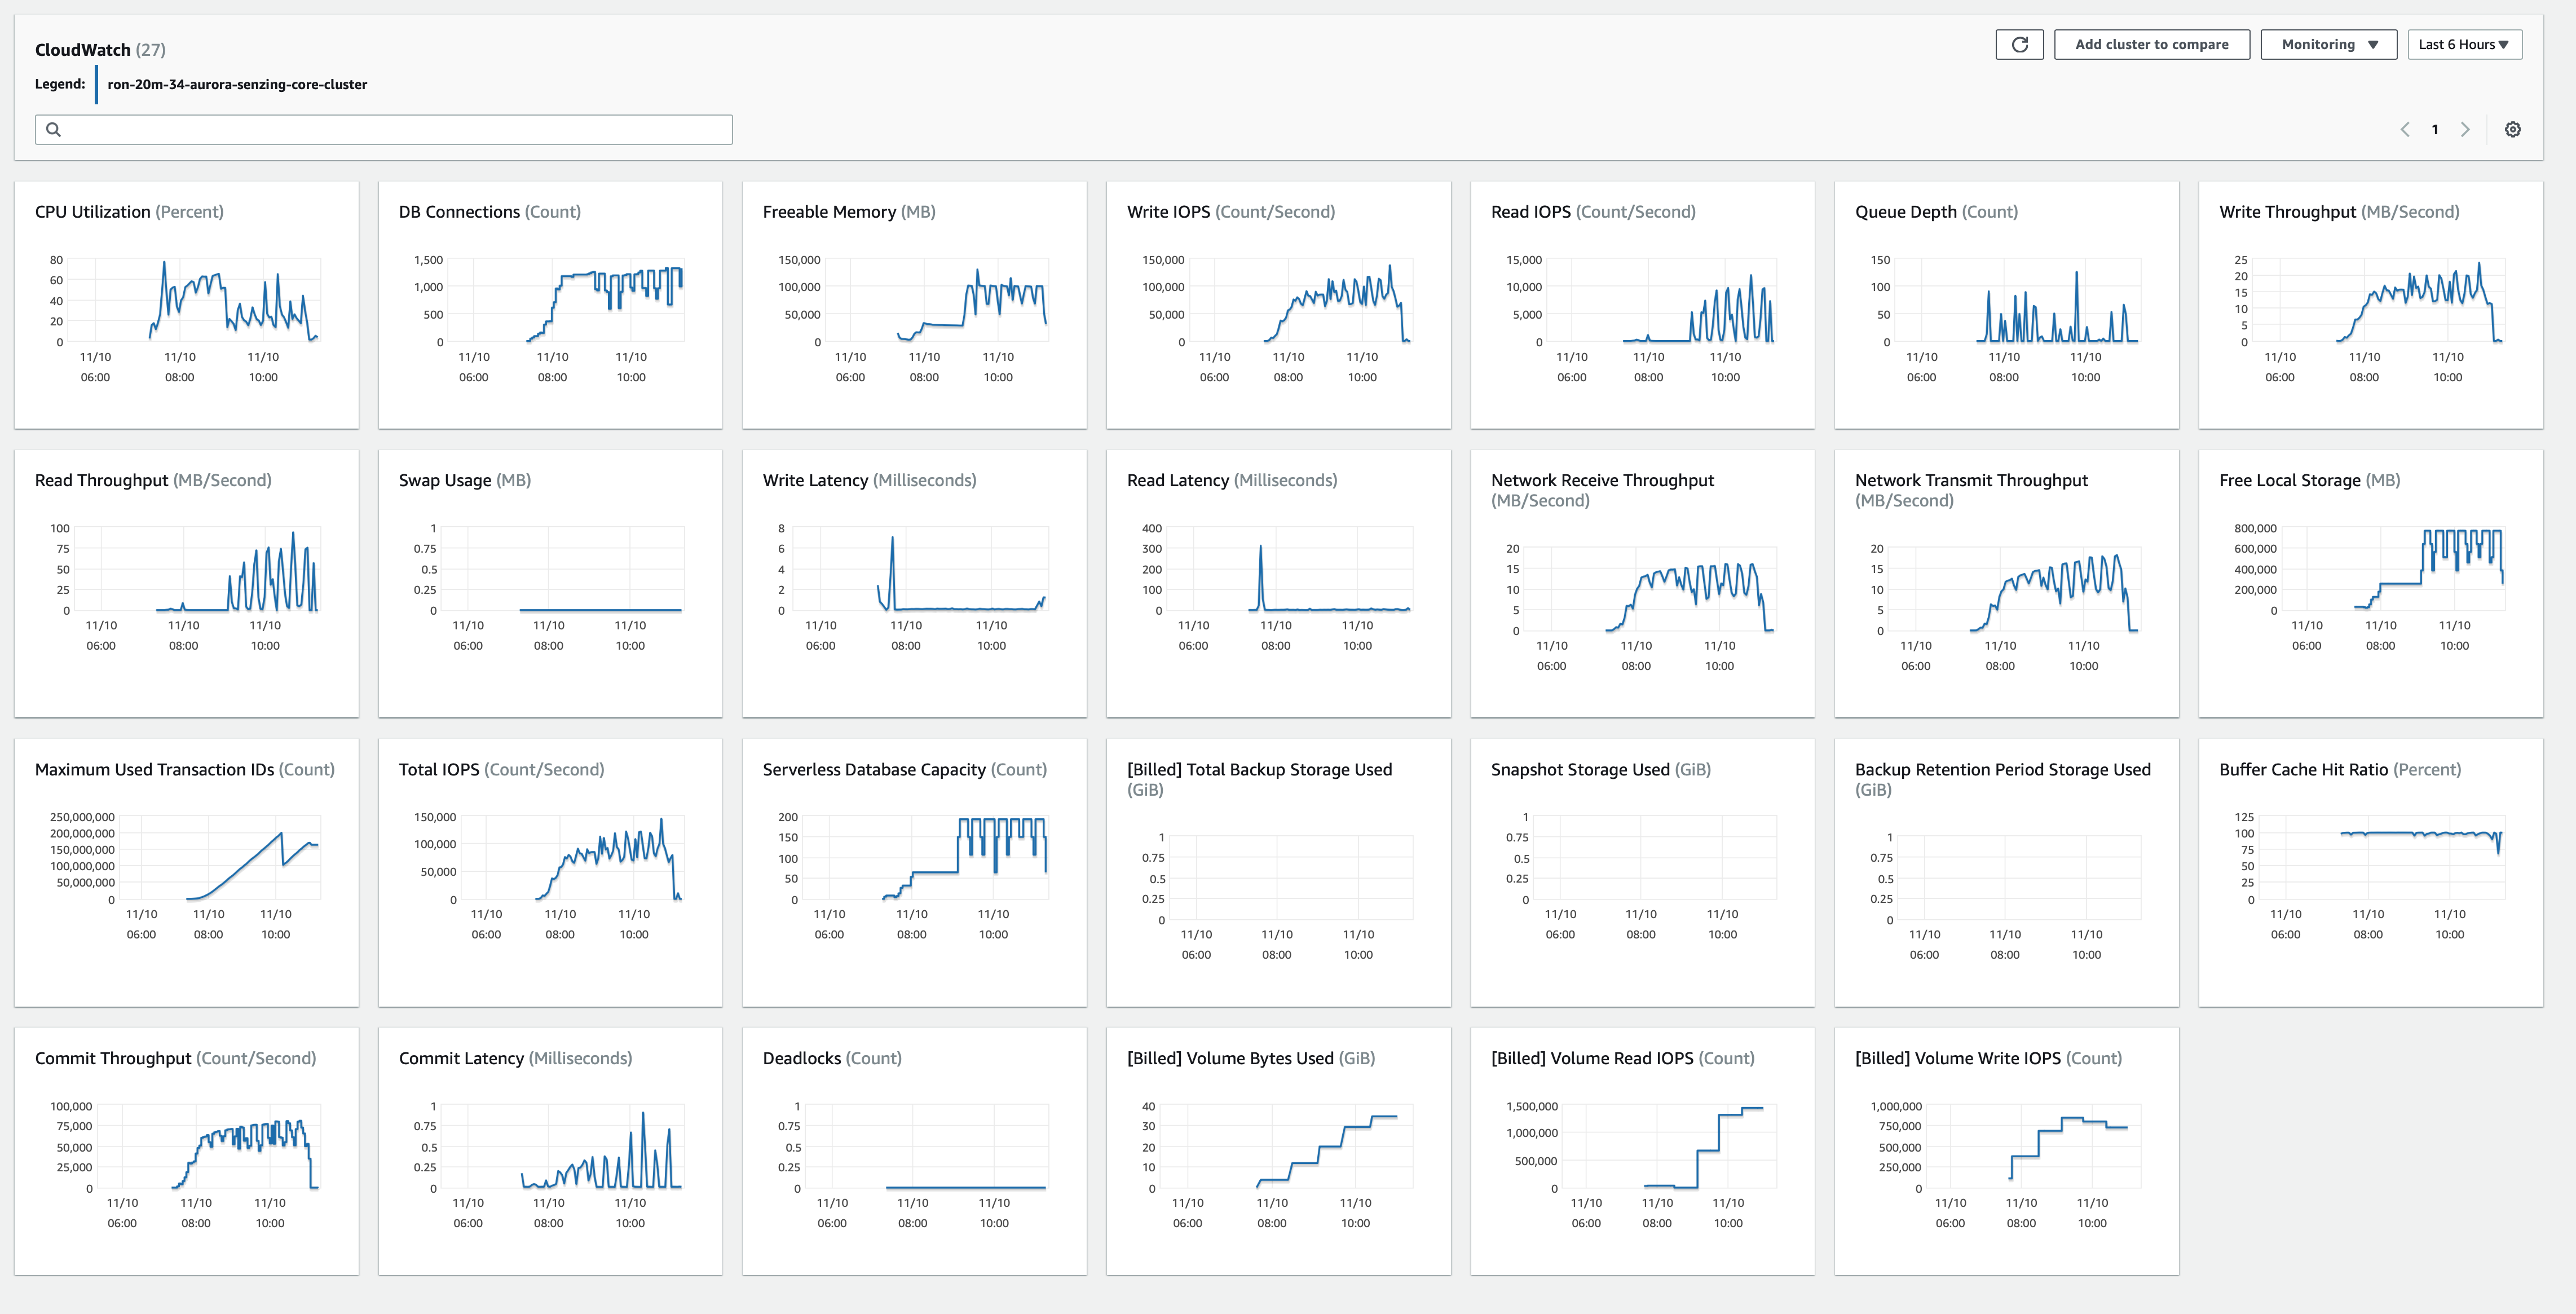 CloudWatch (27)
Add cluster to compare
Monitoring
Last 6 Hours
Legend:
ron-20m-34-aurora-senzing-core-cluster
1
CPU Utilization (Percent)
80
60
40
20
0
11/10 11/10 11/10
06:00 08:00 10:00
DB Connections (Count)
1,500
1,000
500
0
11/10 11/10 11/10
06:00 08:00 10:00
Freeable Memory (MB)
150,000
100,000
50,000
0
11/10 11/10 11/10
06:00 08:00 10:00
Write IOPS (Count/Second)
150,000
100,000
50,000
0
11/10 11/10 11/10
06:00 08:00 10:00
Read IOPS (Count/Second)
15,000
10,000
5,000
0
11/10 11/10 11/10
06:00 08:00 10:00
Queue Depth (Count)
150
100
50
0
11/10 11/10 11/10
06:00 08:00 10:00
Write Throughput (MB/Second)
25
20
15
10
5
0
11/10 11/10 11/10
06:00 08:00 10:00
Read Throughput (MB/Second)
100
75
50
25
0
11/10 11/10 11/10
06:00 08:00 10:00
Swap Usage (MB)
1
0.75
0.5
0.25
0
11/10 11/10 11/10
06:00 08:00 10:00
Write Latency (Milliseconds)
8
6
4
2
0
11/10 11/10 11/10
06:00 08:00 10:00
Read Latency (Milliseconds)
400
300
200
100
0
11/10 11/10 11/10
06:00 08:00 10:00
Network Receive Throughput
(MB/Second)
20
15
10
5
0
11/10 11/10 11/10
06:00 08:00 10:00
Network Transmit Throughput
(MB/Second)
20
15
10
5
0
11/10 11/10 11/10
06:00 08:00 10:00
Free Local Storage (MB)
800,000
600,000
400,000
200,000
0
11/10 11/10 11/10
06:00 08:00 10:00
Maximum Used Transaction IDs (Count)
250,000,000
200,000,000
150,000,000
100,000,000
50,000,000
0
11/10 11/10 11/10
06:00 08:00 10:00
Total IOPS (Count/Second)
150,000
100,000
50,000
0
11/10 11/10 11/10
06:00 08:00 10:00
Serverless Database Capacity (Count)
200
150
100
50
0
11/10 11/10 11/10
06:00 08:00 10:00
[Billed] Total Backup Storage Used
(GiB)
1
0.75
0.5
0.25
0
11/10 11/10 11/10
06:00 08:00 10:00
Snapshot Storage Used (GiB)
1
0.75
0.5
0.25
0
11/10 11/10 11/10
06:00 08:00 10:00
Backup Retention Period Storage Used
(GiB)
1
0.75
0.5
0.25
0
11/10 11/10 11/10
06:00 08:00 10:00
Buffer Cache Hit Ratio (Percent)
125
100
75
50
25
0
11/10 11/10 11/10
06:00 08:00 10:00
Commit Throughput (Count/Second)
100,000
75,000
50,000
25,000
0
11/10 11/10 11/10
06:00 08:00 10:00
Commit Latency (Milliseconds)
1
0.75
0.5
0.25
0
11/10 11/10 11/10
06:00 08:00 10:00
Deadlocks (Count)
1
0.75
0.5
0.25
0
11/10 11/10 11/10
06:00 08:00 10:00
[Billed] Volume Bytes Used (GiB)
40
30
20
10
0
11/10 11/10 11/10
06:00 08:00 10:00
[Billed] Volume Read IOPS (Count)
1,500,000
1,000,000
500,000
0
11/10 11/10 11/10
06:00 08:00 10:00
[Billed] Volume Write IOPS (Count)
1,000,000
750,000
500,000
250,000
0
11/10 11/10 11/10
06:00 08:00 10:00